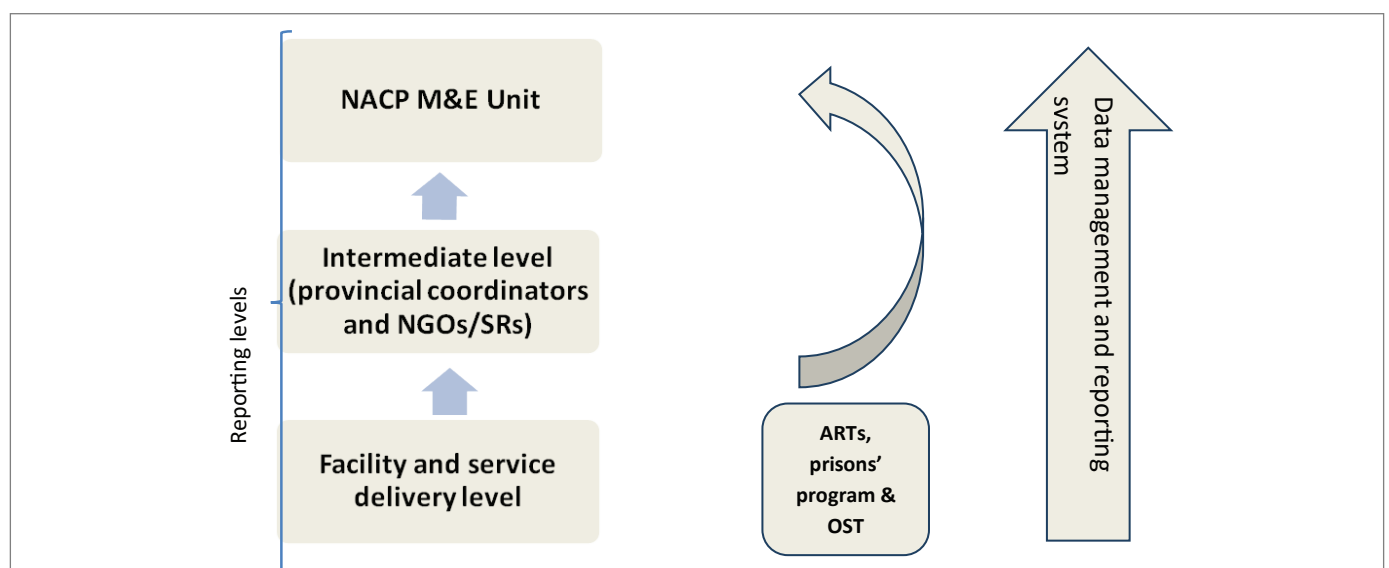 NACP M&E Unit
Intermediate level
(provincial coordinators
and NGOs/SRs)
Facility and service
delivery level
Reporting levels
ARTs,
prisons’
program &
OST
Data management and reporting
system